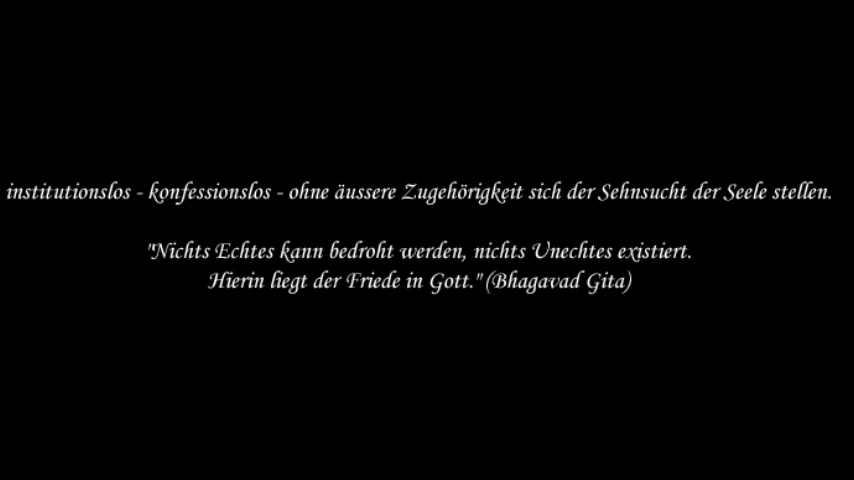 institutionslos - konfessionslos - ohne äussere Zugehörigkeit sich der Sehnsucht der Seele stellen.
"Nichts Echtes kann bedroht werden, nichts Unechtes existiert.
Hierin liegt der Friede in Gott." (Bhagavad Gita)